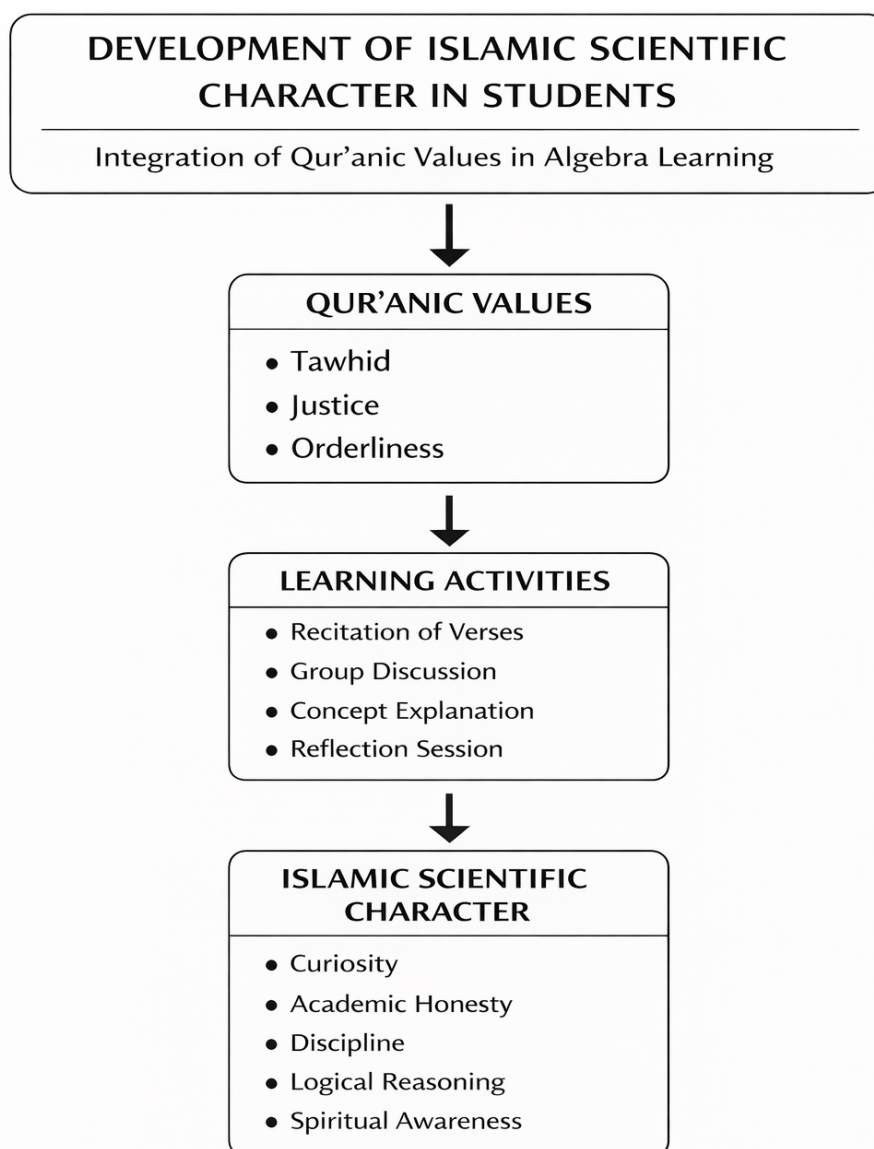 DEVELOPMENT OF ISLAMIC SCIENTIFIC
CHARACTER IN STUDENTS
Integration of Qur’anic Values in Algebra Learning
QUR’ANIC VALUES
• Tawhid
• Justice
• Orderliness
LEARNING ACTIVITIES
• Recitation of Verses
• Group Discussion
• Concept Explanation
• Reflection Session
ISLAMIC SCIENTIFIC
CHARACTER
• Curiosity
• Academic Honesty
• Discipline
• Logical Reasoning
• Spiritual Awareness